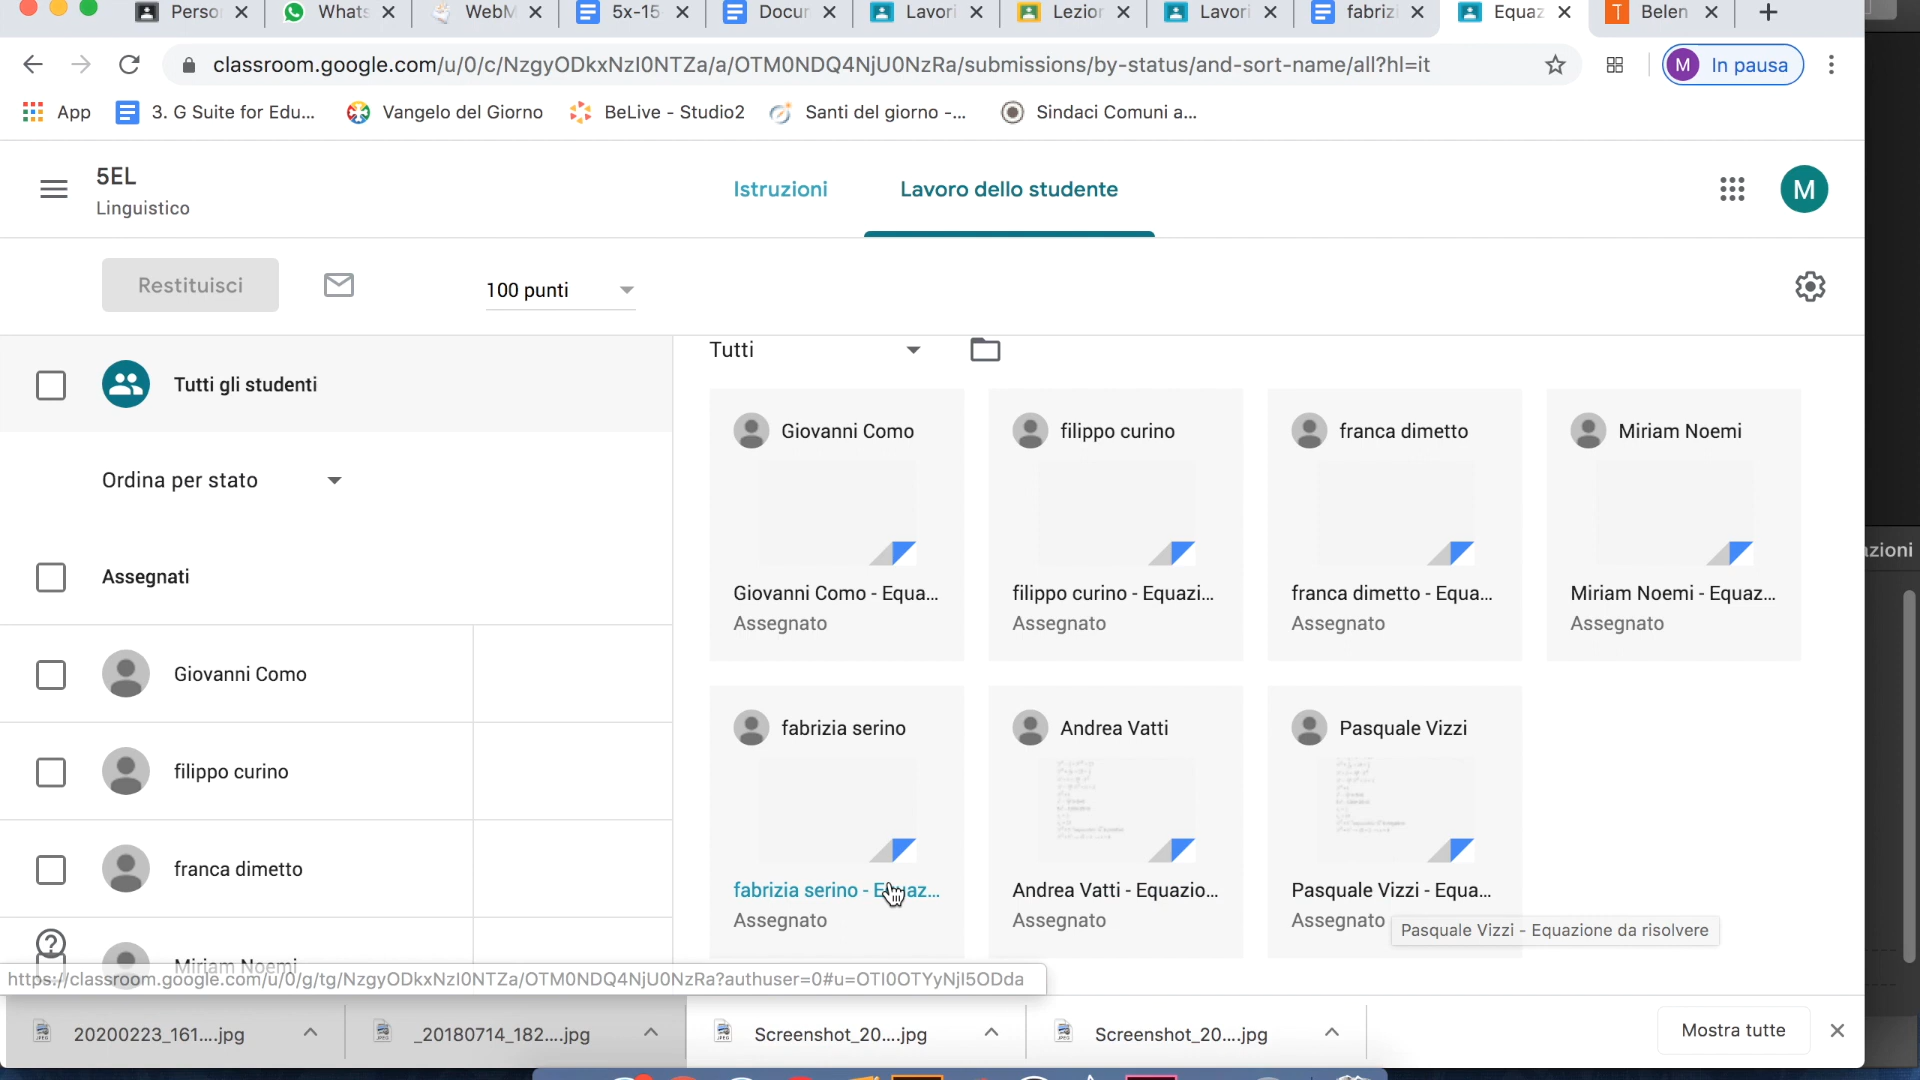 Perso
Whats
WebM
5x-15
Docur
Lavori
Lezior
Lavori
fabrizi
Equaz
Belen
classroom.google.com/u/0/c/NzgyODkxNzI0NTZa/a/OTM0NDQ4NjU0NzRa/submissions/by-status/and-sort-name/all?hl=it
M In pausa
App
3. G Suite for Edu...
Vangelo del Giorno
BeLive - Studio2
Santi del giorno -...
Sindaci Comuni a...
5EL
Linguistico
Istruzioni
Lavoro dello studente
M
Restituisci
100 punti
Tutti
Tutti gli studenti
Ordina per stato
Assegnati
Giovanni Como
filippo curino
franca dimetto
Miriam Noemi
Giovanni Como
Giovanni Como - Equa...
Assegnato
filippo curino
filippo curino - Equazi...
Assegnato
franca dimetto
franca dimetto - Equa...
Assegnato
Miriam Noemi
Miriam Noemi - Equaz...
Assegnato
fabrizia serino
fabrizia serino - Equaz...
Assegnato
Andrea Vatti
Andrea Vatti - Equazio...
Assegnato
Pasquale Vizzi
Pasquale Vizzi - Equa...
Assegnato
Pasquale Vizzi - Equazione da risolvere
https://classroom.google.com/u/0/g/tg/NzgyODkxNzI0NTZa/OTM0NDQ4NjU0NzRa?authuser=0#u=OTI0OTYyNjI5ODda
20200223_161....jpg
_20180714_182....jpg
Screenshot_20....jpg
Screenshot_20....jpg
Mostra tutte
azioni